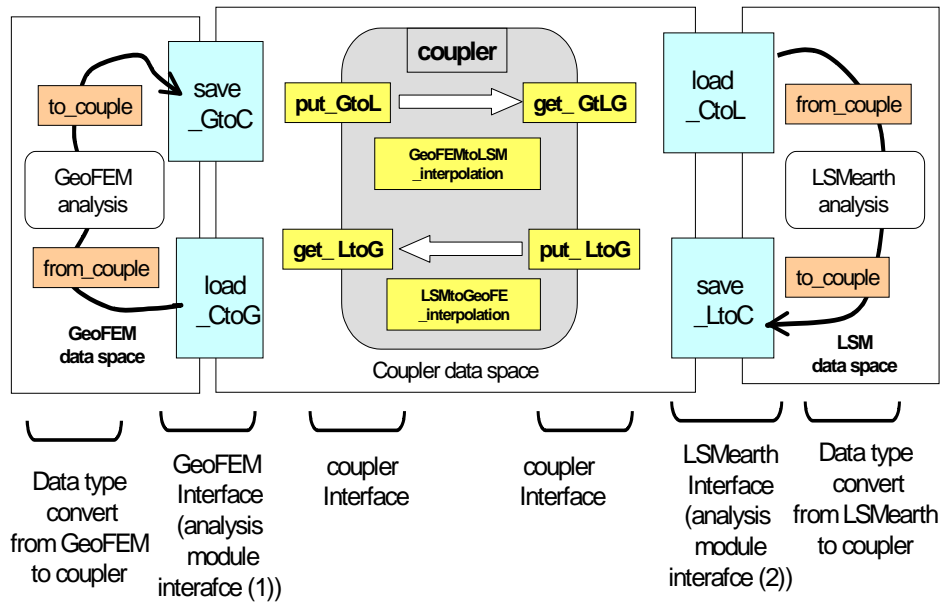 coupler
to_couple
save
_GtoC
put_GtoL
get_GtLG
load
_CtoL
from_couple
GeoFEM
analysis
GeoFEMtoLSM
_interpolation
LSMearth
analysis
from_couple
load
_CtoG
get_ LtoG
put_ LtoG
LSMtoGeoFE
_interpolation
save
_LtoC
to_couple
GeoFEM
data space
Coupler data space
LSM
data space
Data type
convert
from GeoFEM
to coupler
GeoFEM
Interface
(analysis
module
interafce (1))
coupler
Interface
coupler
Interface
LSMearth
Interface
(analysis
module
interafce (2))
Data type
convert
from LSMearth
to coupler